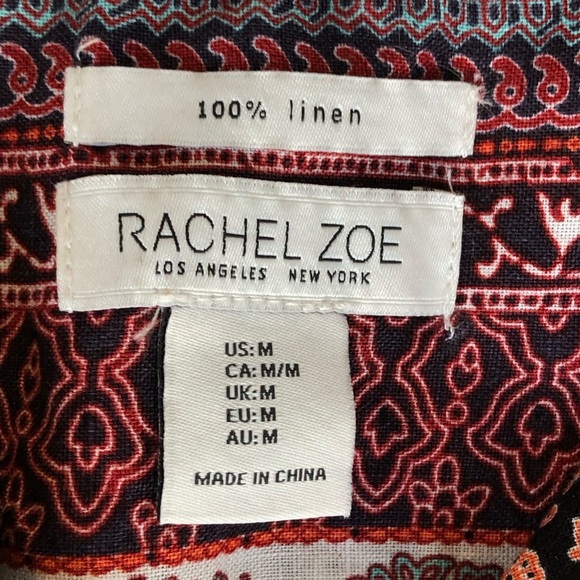 100% linen
RACHEL ZOE
LOS ANGELES NEW YORK
US: M
CA: M/M
UK: M
EU: M
AU: M
MADE IN CHINA